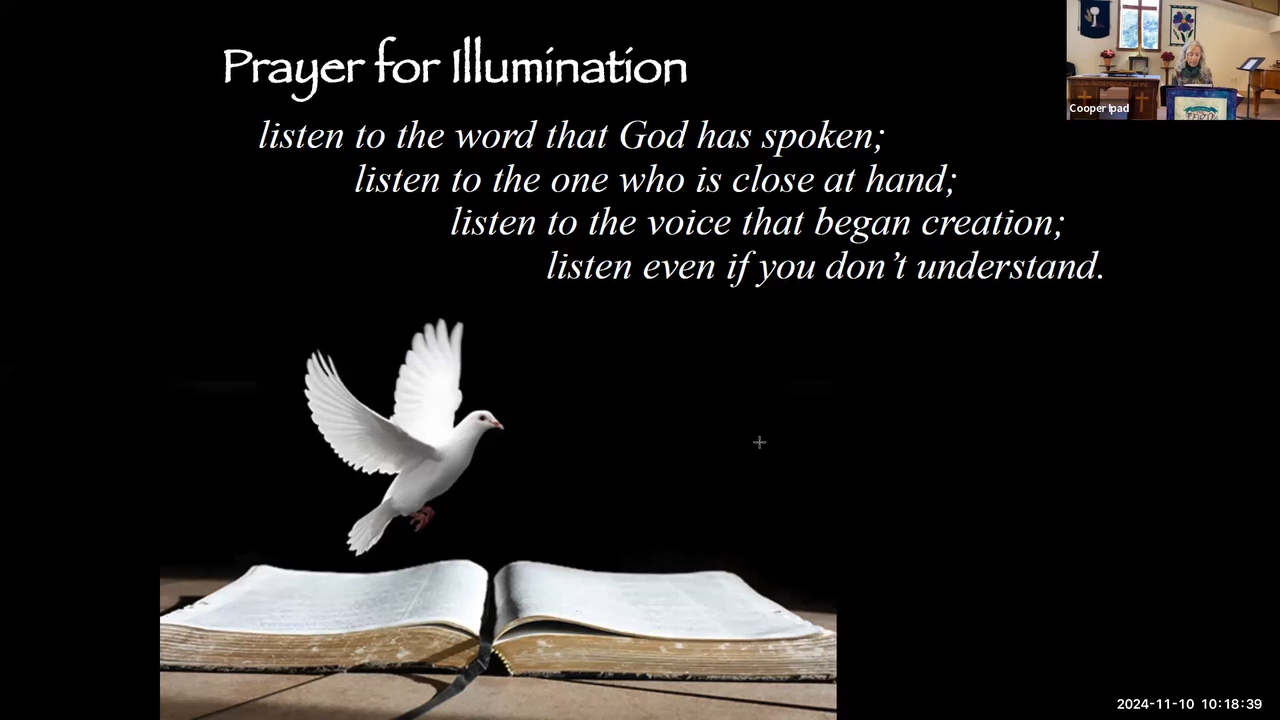 Prayer for Illumination
listen to the word that God has spoken;
listen to the one who is close at hand;
listen to the voice that began creation;
listen even if you don’t understand.
Cooper Ipad
2024-11-10 10:18:39